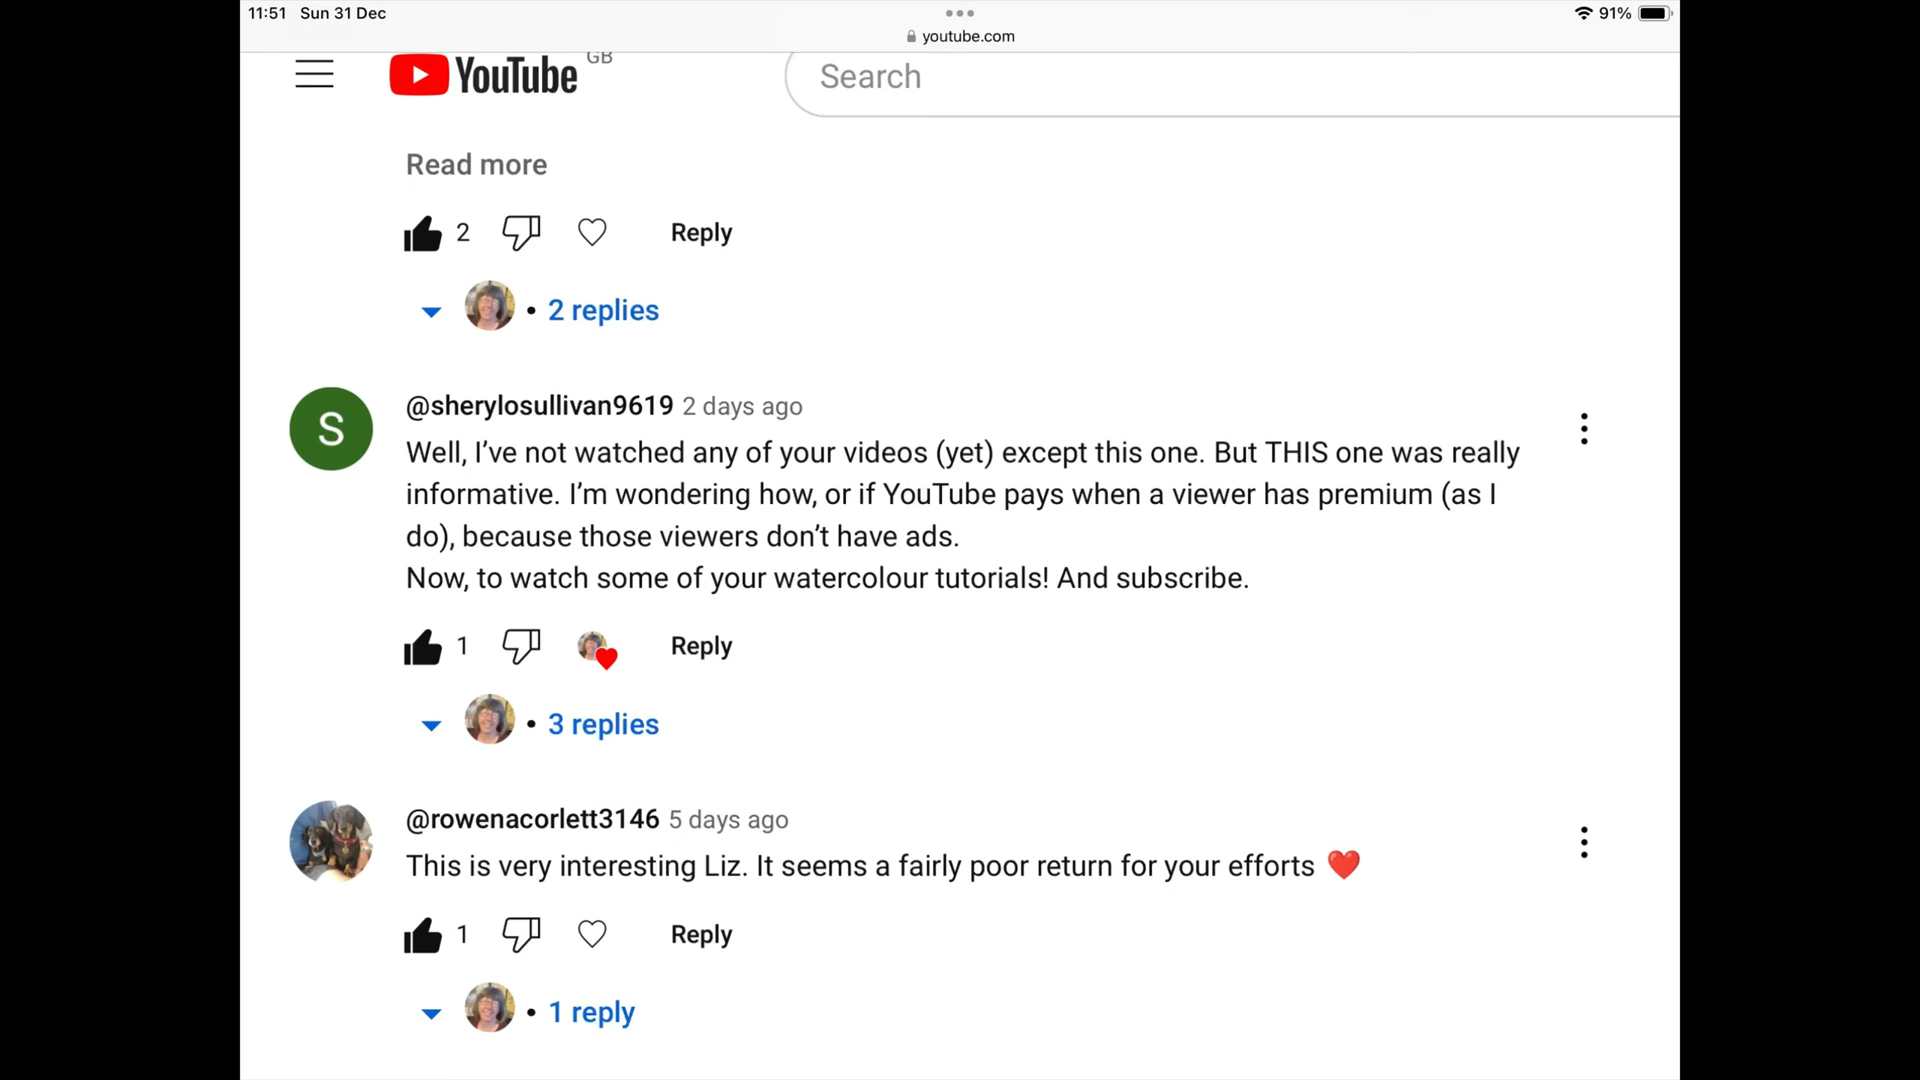 11:51 Sun 31 Dec
91%
youtube.com
YouTube GB
Search
Read more
2 Reply
• 2 replies
S
@sherylosullivan9619 2 days ago
Well, I’ve not watched any of your videos (yet) except this one. But THIS one was really
informative. I’m wondering how, or if YouTube pays when a viewer has premium (as I
do), because those viewers don’t have ads.
Now, to watch some of your watercolour tutorials! And subscribe.
1 Reply
• 3 replies
@rowenacorlett3146 5 days ago
This is very interesting Liz. It seems a fairly poor return for your efforts ❤️
1 Reply
• 1 reply